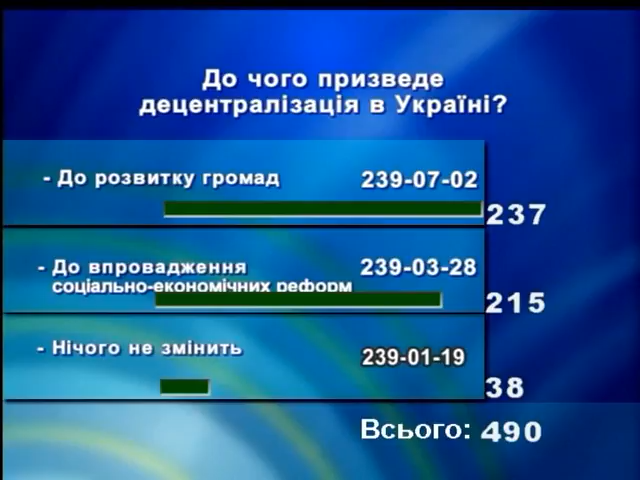 До чого призведе
децентралізація в Україні?
- До розвитку громад 239-07-02
237
- До впровадження 239-03-28
соціально-економічних реформ
215
- Нічого не змінить 239-01-19
38
Всього: 490